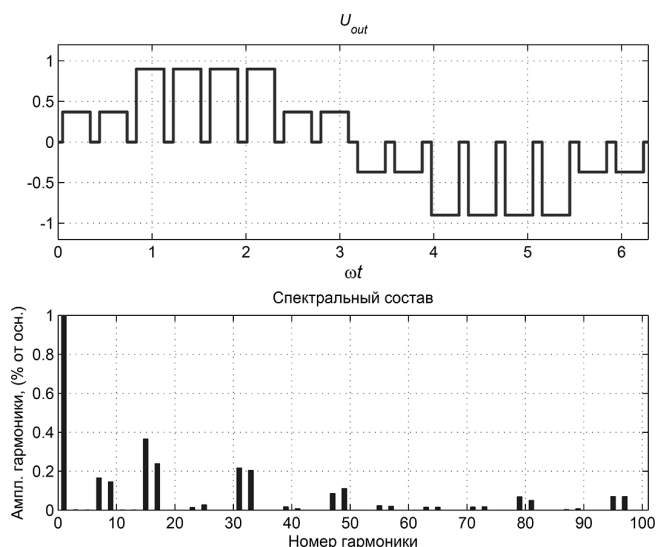 U_out
1
0.5
0
-0.5
-1
0 1 2 3 4 5 6
ωt
Спектральный состав
Ампл. гармоники, (% от осн.)
1
0.8
0.6
0.4
0.2
0
0 10 20 30 40 50 60 70 80 90 100
Номер гармоники